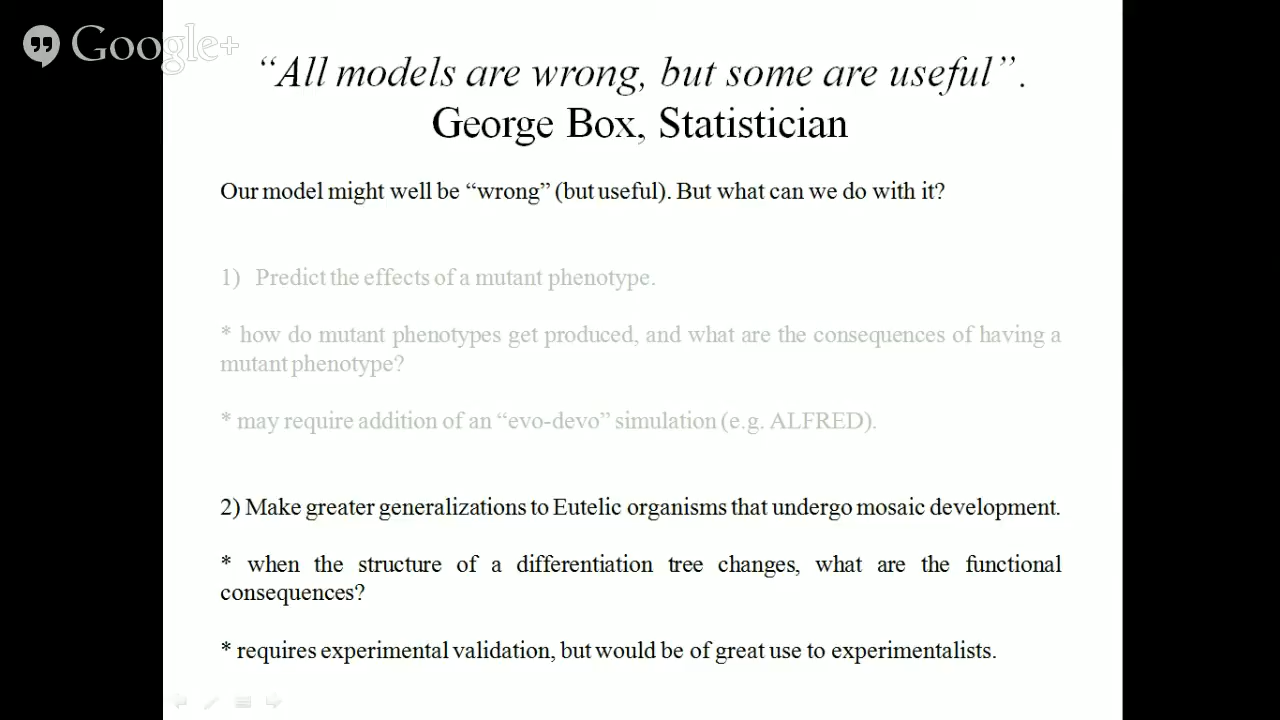 Google+
“All models are wrong, but some are useful”.
George Box, Statistician
Our model might well be “wrong” (but useful). But what can we do with it?
1) Predict the effects of a mutant phenotype.
* how do mutant phenotypes get produced, and what are the consequences of having a
mutant phenotype?
* may require addition of an “evo-devo” simulation (e.g. ALFRED).
2) Make greater generalizations to Eutelic organisms that undergo mosaic development.
* when the structure of a differentiation tree changes, what are the functional
consequences?
* requires experimental validation, but would be of great use to experimentalists.